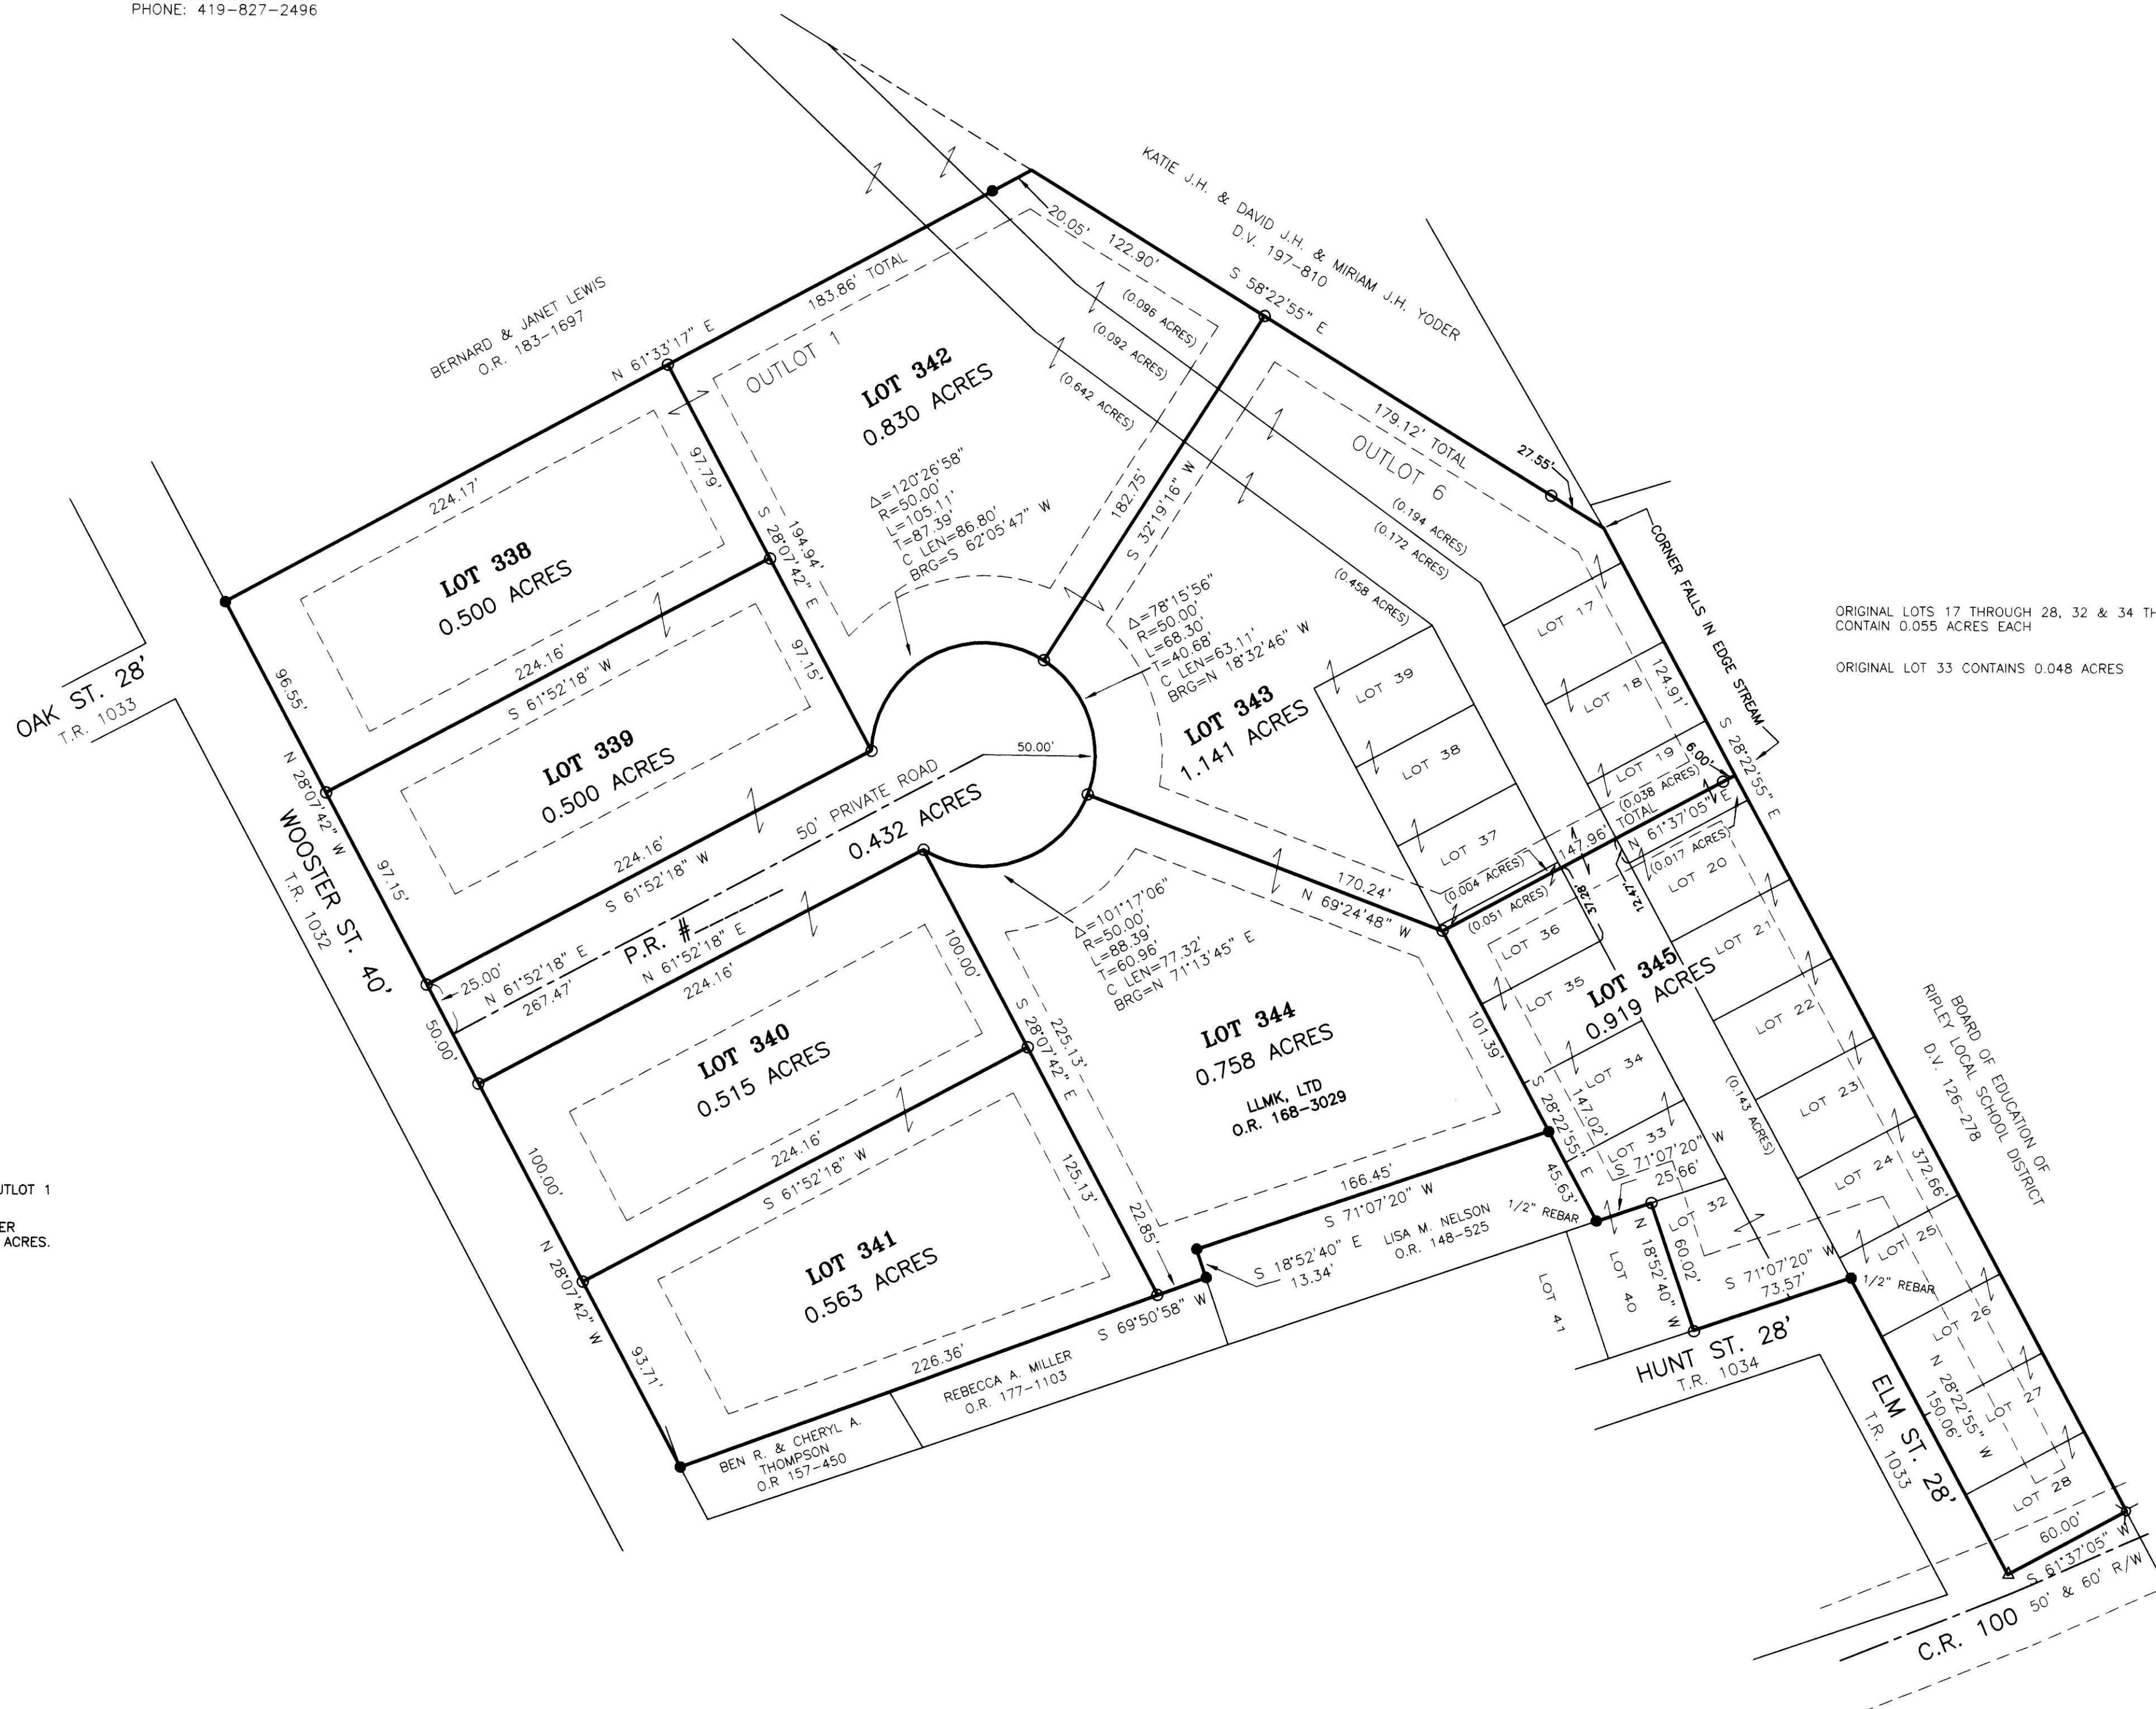 PHONE: 419-827-2496
KATIE J.H. & DAVID J.H. & MIRIAM J.H. YODER
D.V. 197-810
BERNARD & JANET LEWIS
O.R. 183-1697
N 61°33'17" E
183.86' TOTAL
20.05'
122.90'
S 58°22'55" E
(0.096 ACRES)
(0.092 ACRES)
(0.642 ACRES)
OUTLOT 1
LOT 342
0.830 ACRES
Δ=120°26'58"
R=50.00'
L=105.11'
T=87.39'
C LEN=86.80'
BRG=S 62°05'47" W
182.75'
S 32°19'16" W
179.12' TOTAL
27.55'
OUTLOT 6
(0.194 ACRES)
(0.172 ACRES)
(0.458 ACRES)
CORNER FALLS IN EDGE STREAM
ORIGINAL LOTS 17 THROUGH 28, 32 & 34 TH
CONTAIN 0.055 ACRES EACH
ORIGINAL LOT 33 CONTAINS 0.048 ACRES
224.17'
LOT 338
0.500 ACRES
97.79'
194.94'
S 28°07'42" E
97.15'
224.16'
S 61°52'18" W
96.55'
OAK ST. 28'
T.R. 1033
N 28°07'42" W
LOT 339
0.500 ACRES
WOOSTER ST. 40'
T.R. 1032
97.15'
224.16'
S 61°52'18" W
50' PRIVATE ROAD
0.432 ACRES
50.00'
Δ=78°15'56"
R=50.00'
L=68.30'
T=40.68'
C LEN=63.11'
BRG=N 18°32'46" W
LOT 343
1.141 ACRES
LOT 39
LOT 38
LOT 37
LOT 17
LOT 18
124.91'
LOT 19
S 28°22'55" E
6.00'
(0.038 ACRES)
147.96' TOTAL
N 61°37'05" E
(0.017 ACRES)
(0.004 ACRES)
(0.051 ACRES)
37.28'
12.47'
25.00'
N 61°52'18" E
267.47'
P.R. #
N 61°52'18" E
224.16'
50.00'
100.00'
Δ=101°17'06"
R=50.00'
L=88.39'
T=60.96'
C LEN=77.32'
BRG=N 71°13'45" E
170.24'
N 69°24'48" W
LOT 36
LOT 35
LOT 345
0.919 ACRES
LOT 20
LOT 21
LOT 22
LOT 23
LOT 24
LOT 340
0.515 ACRES
S 28°07'42" E
225.13'
LOT 344
0.758 ACRES
LLMK, LTD
O.R. 168-3029
101.39'
S 28°22'55" E
147.02'
LOT 34
LOT 33
(0.143 ACRES)
BOARD OF EDUCATION OF
RIPLEY LOCAL SCHOOL DISTRICT
D.V. 126-278
372.66'
100.00'
224.16'
S 61°52'18" W
125.13'
22.85'
166.45'
S 71°07'20" W
45.63'
S 71°07'20" W
25.66'
1/2" REBAR
LISA M. NELSON
O.R. 148-525
S 18°52'40" E
13.34'
LOT 32
N 18°52'40" W
60.02'
S 71°07'20" W
73.57'
1/2" REBAR
LOT 25
LOT 40
LOT 41
HUNT ST. 28'
T.R. 1034
UTLOT 1
ER
ACRES.
N 28°07'42" W
LOT 341
0.563 ACRES
93.71'
226.36'
S 69°50'58" W
REBECCA A. MILLER
O.R. 177-1103
BEN R. & CHERYL A.
THOMPSON
O.R 157-450
LOT 26
LOT 27
LOT 28
N 28°22'55" W
150.06'
ELM ST. 28'
T.R. 1033
60.00'
S 61°37'05" W
C.R. 100 50' & 60' R/W